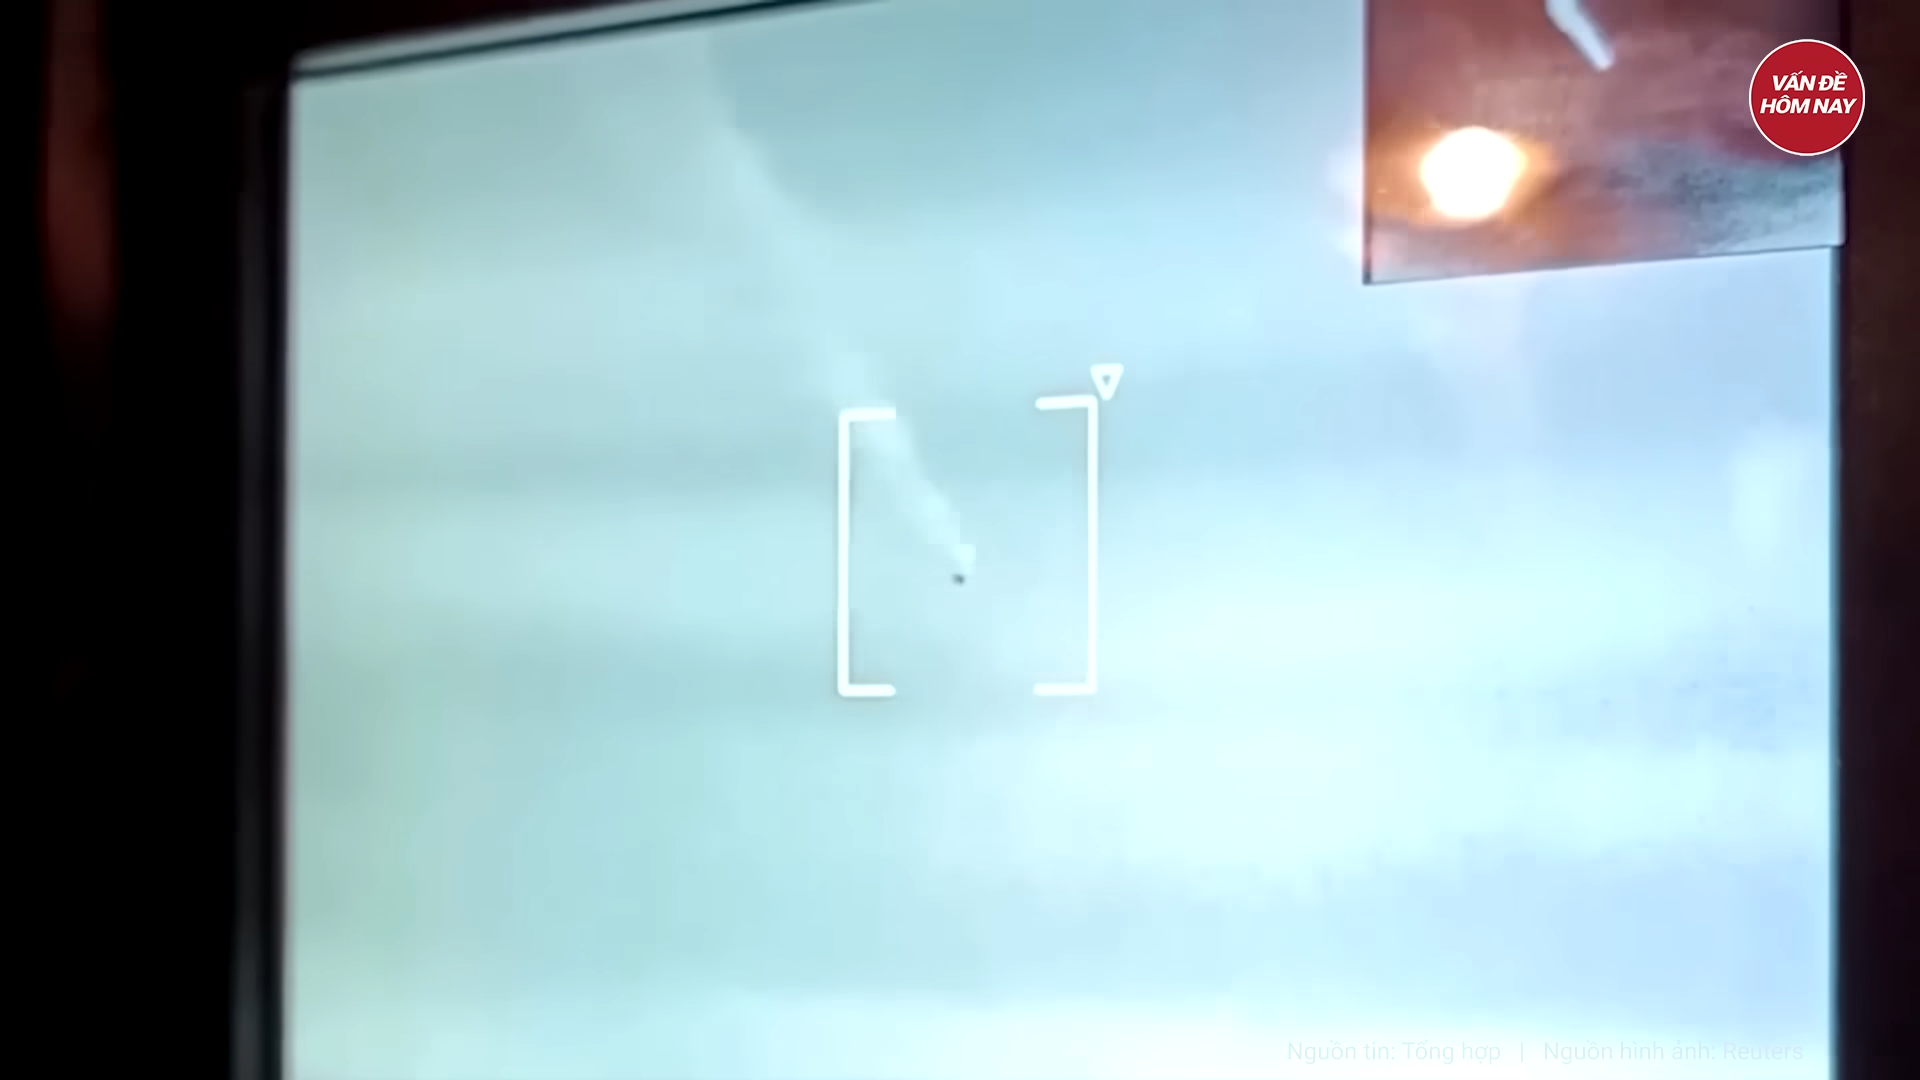 VẤN ĐỀ
HÔM NAY
Nguồn tin: Tổng hợp | Nguồn hình ảnh: Reuters